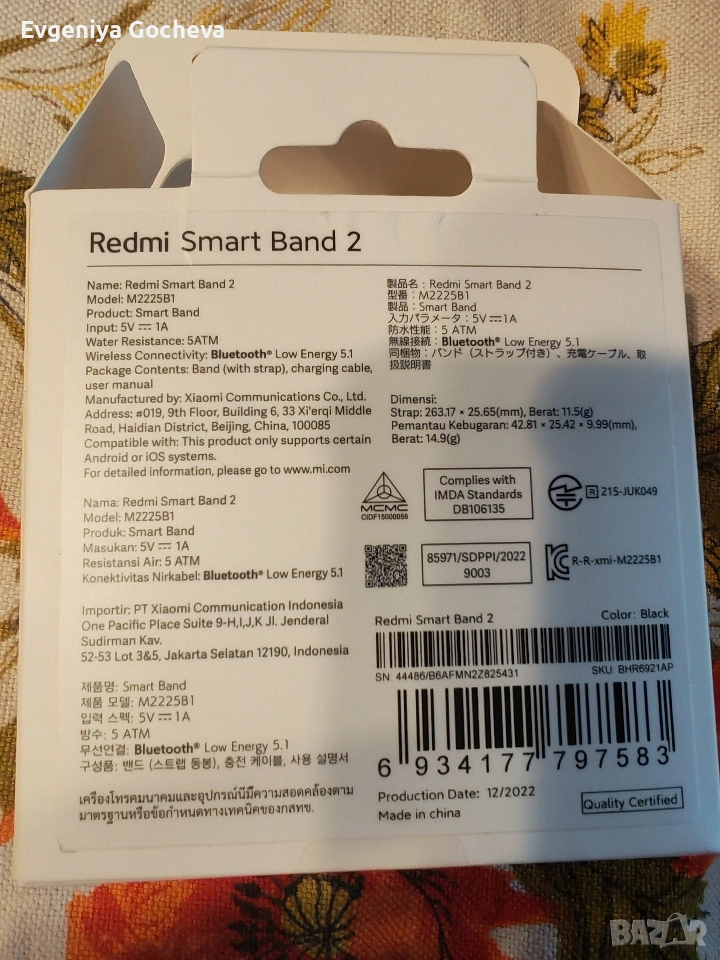 Evgeniya Gocheva
Redmi Smart Band 2
Name: Redmi Smart Band 2
Model: M2225B1
Product: Smart Band
Input: 5V⎓1A
Water Resistance: 5ATM
Wireless Connectivity: Bluetooth® Low Energy 5.1
Package Contents: Band (with strap), charging cable,
user manual
Manufactured by: Xiaomi Communications Co., Ltd.
Address: #019, 9th Floor, Building 6, 33 Xi'erqi Middle
Road, Haidian District, Beijing, China, 100085
Compatible with: This product only supports certain
Android or iOS systems.
For detailed information, please go to www.mi.com
Nama: Redmi Smart Band 2
Model: M2225B1
Produk: Smart Band
Masukan: 5V⎓1A
Resistansi Air: 5 ATM
Konektivitas Nirkabel: Bluetooth® Low Energy 5.1
Importir: PT Xiaomi Communication Indonesia
One Pacific Place Suite 9-H,I,J,K Jl. Jenderal
Sudirman Kav.
52-53 Lot 3&5, Jakarta Selatan 12190, Indonesia
제품명: Smart Band
제품 모델: M2225B1
입력 스펙: 5V⎓1A
방수: 5 ATM
무선연결: Bluetooth® Low Energy 5.1
구성품: 밴드 (스트랩 동봉), 충전 케이블, 사용 설명서
เครื่องโทรคมนาคมและอุปกรณ์นี้มีความสอดคล้องตาม
มาตรฐานหรือข้อกำหนดทางเทคนิคของกสทช.
製品名：Redmi Smart Band 2
型番：M2225B1
製品：Smart Band
入力パラメータ：5V⎓1A
防水性能：5 ATM
無線接続：Bluetooth® Low Energy 5.1
同梱物：バンド（ストラップ付き）、充電ケーブル、取
扱説明書
Dimensi:
Strap: 263.17 × 25.65(mm), Berat: 11.5(g)
Pemantau Kebugaran: 42.81 × 25.42 × 9.99(mm),
Berat: 14.9(g)
MCMC
CIDF15000056
Complies with
IMDA Standards
DB106135
R 215-JUK049
85971/SDPPI/2022
9003
R-R-xmi-M2225B1
Redmi Smart Band 2 Color: Black
SN: 44486/B6AFMN2Z825431 SKU: BHR6921AP
6 934177 797583
Production Date: 12/2022
Made in china
Quality Certified
BAZAR